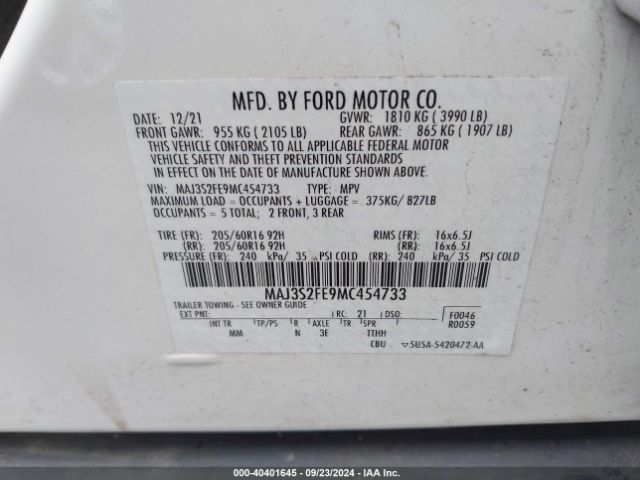 MFD. BY FORD MOTOR CO.
DATE: 12/21 GVWR: 1810 KG ( 3990 LB)
FRONT GAWR: 955 KG ( 2105 LB) REAR GAWR: 865 KG ( 1907 LB)
THIS VEHICLE CONFORMS TO ALL APPLICABLE FEDERAL MOTOR
VEHICLE SAFETY AND THEFT PREVENTION STANDARDS
IN EFFECT ON THE DATE OF MANUFACTURE SHOWN ABOVE.
VIN: MAJ3S2FE9MC454733 TYPE: MPV
MAXIMUM LOAD = OCCUPANTS + LUGGAGE = 375KG/ 827LB
OCCUPANTS = 5 TOTAL; 2 FRONT, 3 REAR
TIRE (FR): 205/60R16 92H RIMS (FR): 16x6.5J
(RR): 205/60R16 92H (RR): 16x6.5J
PRESSURE (FR): 240 kPa/ 35 PSI COLD (RR): 240 kPa/ 35 PSI COLD
MAJ3S2FE9MC454733
TRAILER TOWING - SEE OWNER GUIDE
EXT PNT: RC: 21 DSO: F0046
INT TR TP/PS R AXLE TR SPR R0059
MM N 3E TTHH
CBU 5U5A-5420472-AA
000-40401645 - 09/23/2024 - IAA Inc.